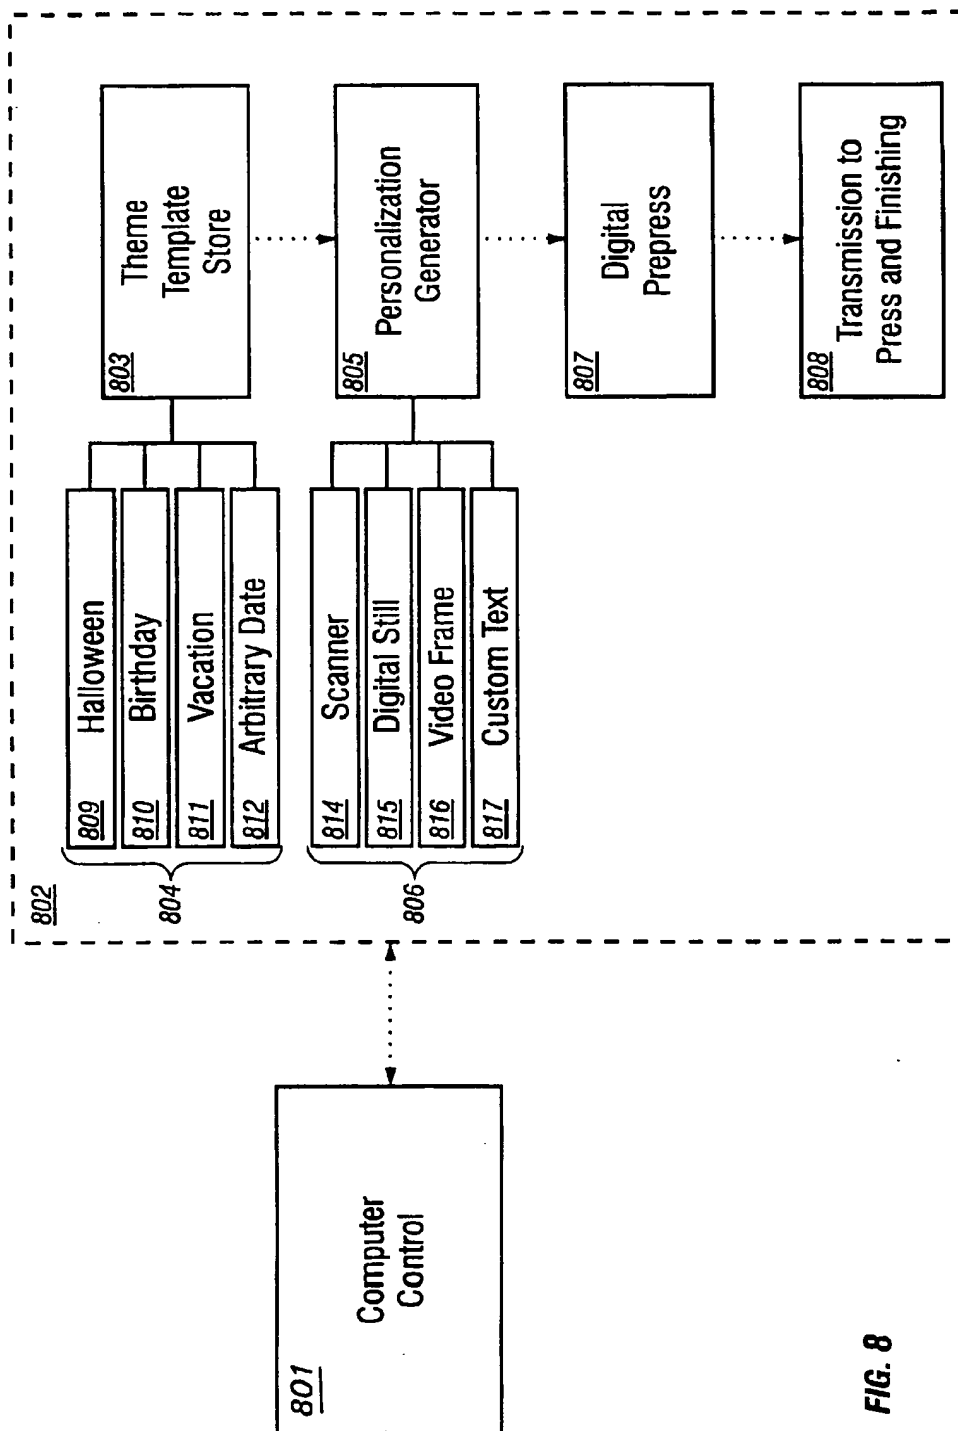 801
Computer
Control
802
804
809 Halloween
810 Birthday
811 Vacation
812 Arbitrary Date
803
Theme
Template
Store
806
814 Scanner
815 Digital Still
816 Video Frame
817 Custom Text
805
Personalization
Generator
807
Digital
Prepress
808
Transmission to
Press and Finishing
FIG. 8